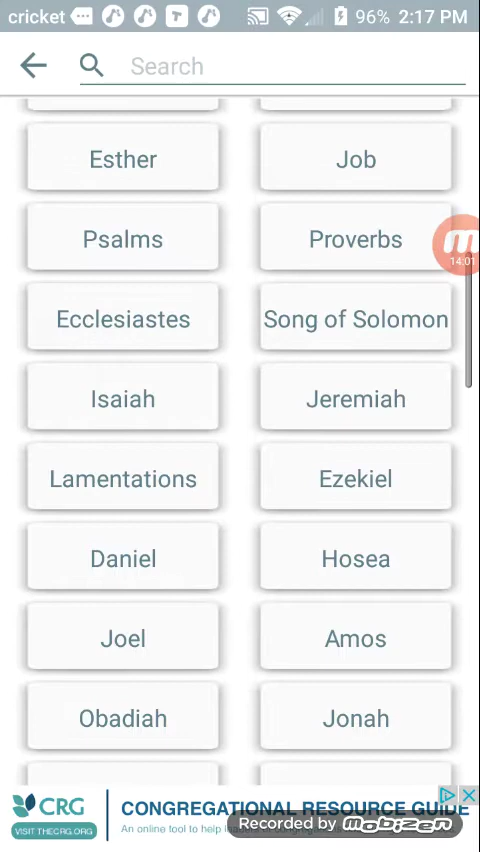 cricket 96% 2:17 PM
Search
Esther Job
Psalms Proverbs
14:01
Ecclesiastes Song of Solomon
Isaiah Jeremiah
Lamentations Ezekiel
Daniel Hosea
Joel Amos
Obadiah Jonah
CRG
VISIT THECRG.ORG
CONGREGATIONAL RESOURCE GUIDE
An online tool to help
Recorded by mobizen